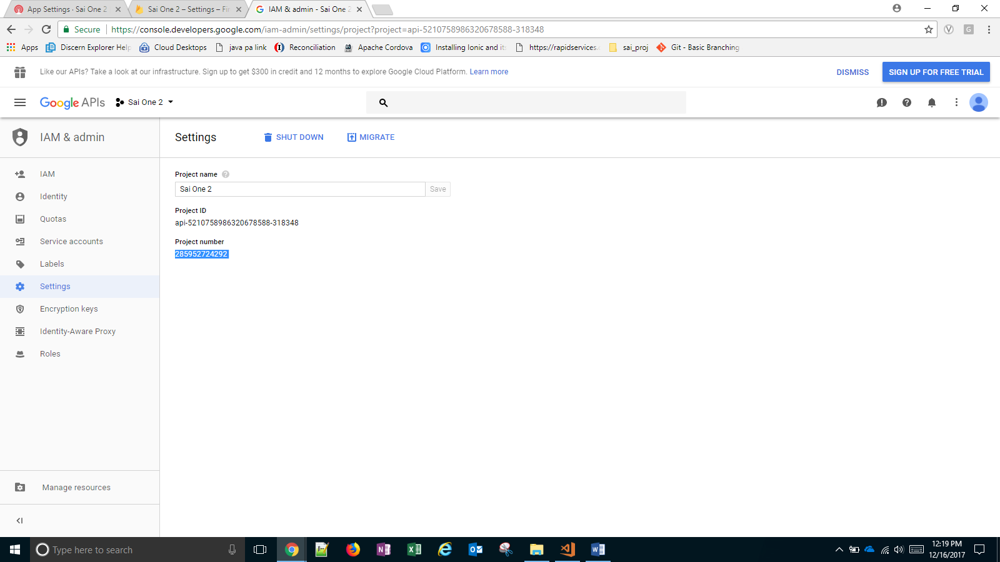 App Settings · Sai One 2
Sai One 2 – Settings – Fir
IAM & admin - Sai One 2
Secure
https://console.developers.google.com/iam-admin/settings/project?project=api-5210758986320678588-318348
Apps
Discern Explorer Help
Cloud Desktops
java pa link
Reconciliation
Apache Cordova
Installing Ionic and it
https://rapidservices.
sai_proj
Git - Basic Branching
Like our APIs? Take a look at our infrastructure. Sign up to get $300 in credit and 12 months to explore Google Cloud Platform. Learn more
DISMISS
SIGN UP FOR FREE TRIAL
Google APIs
Sai One 2
IAM & admin
Settings
SHUT DOWN
MIGRATE
IAM
Identity
Quotas
Service accounts
Labels
Settings
Encryption keys
Identity-Aware Proxy
Roles
Manage resources
Project name
Sai One 2
Save
Project ID
api-5210758986320678588-318348
Project number
285952724292
Type here to search
12:19 PM
12/16/2017